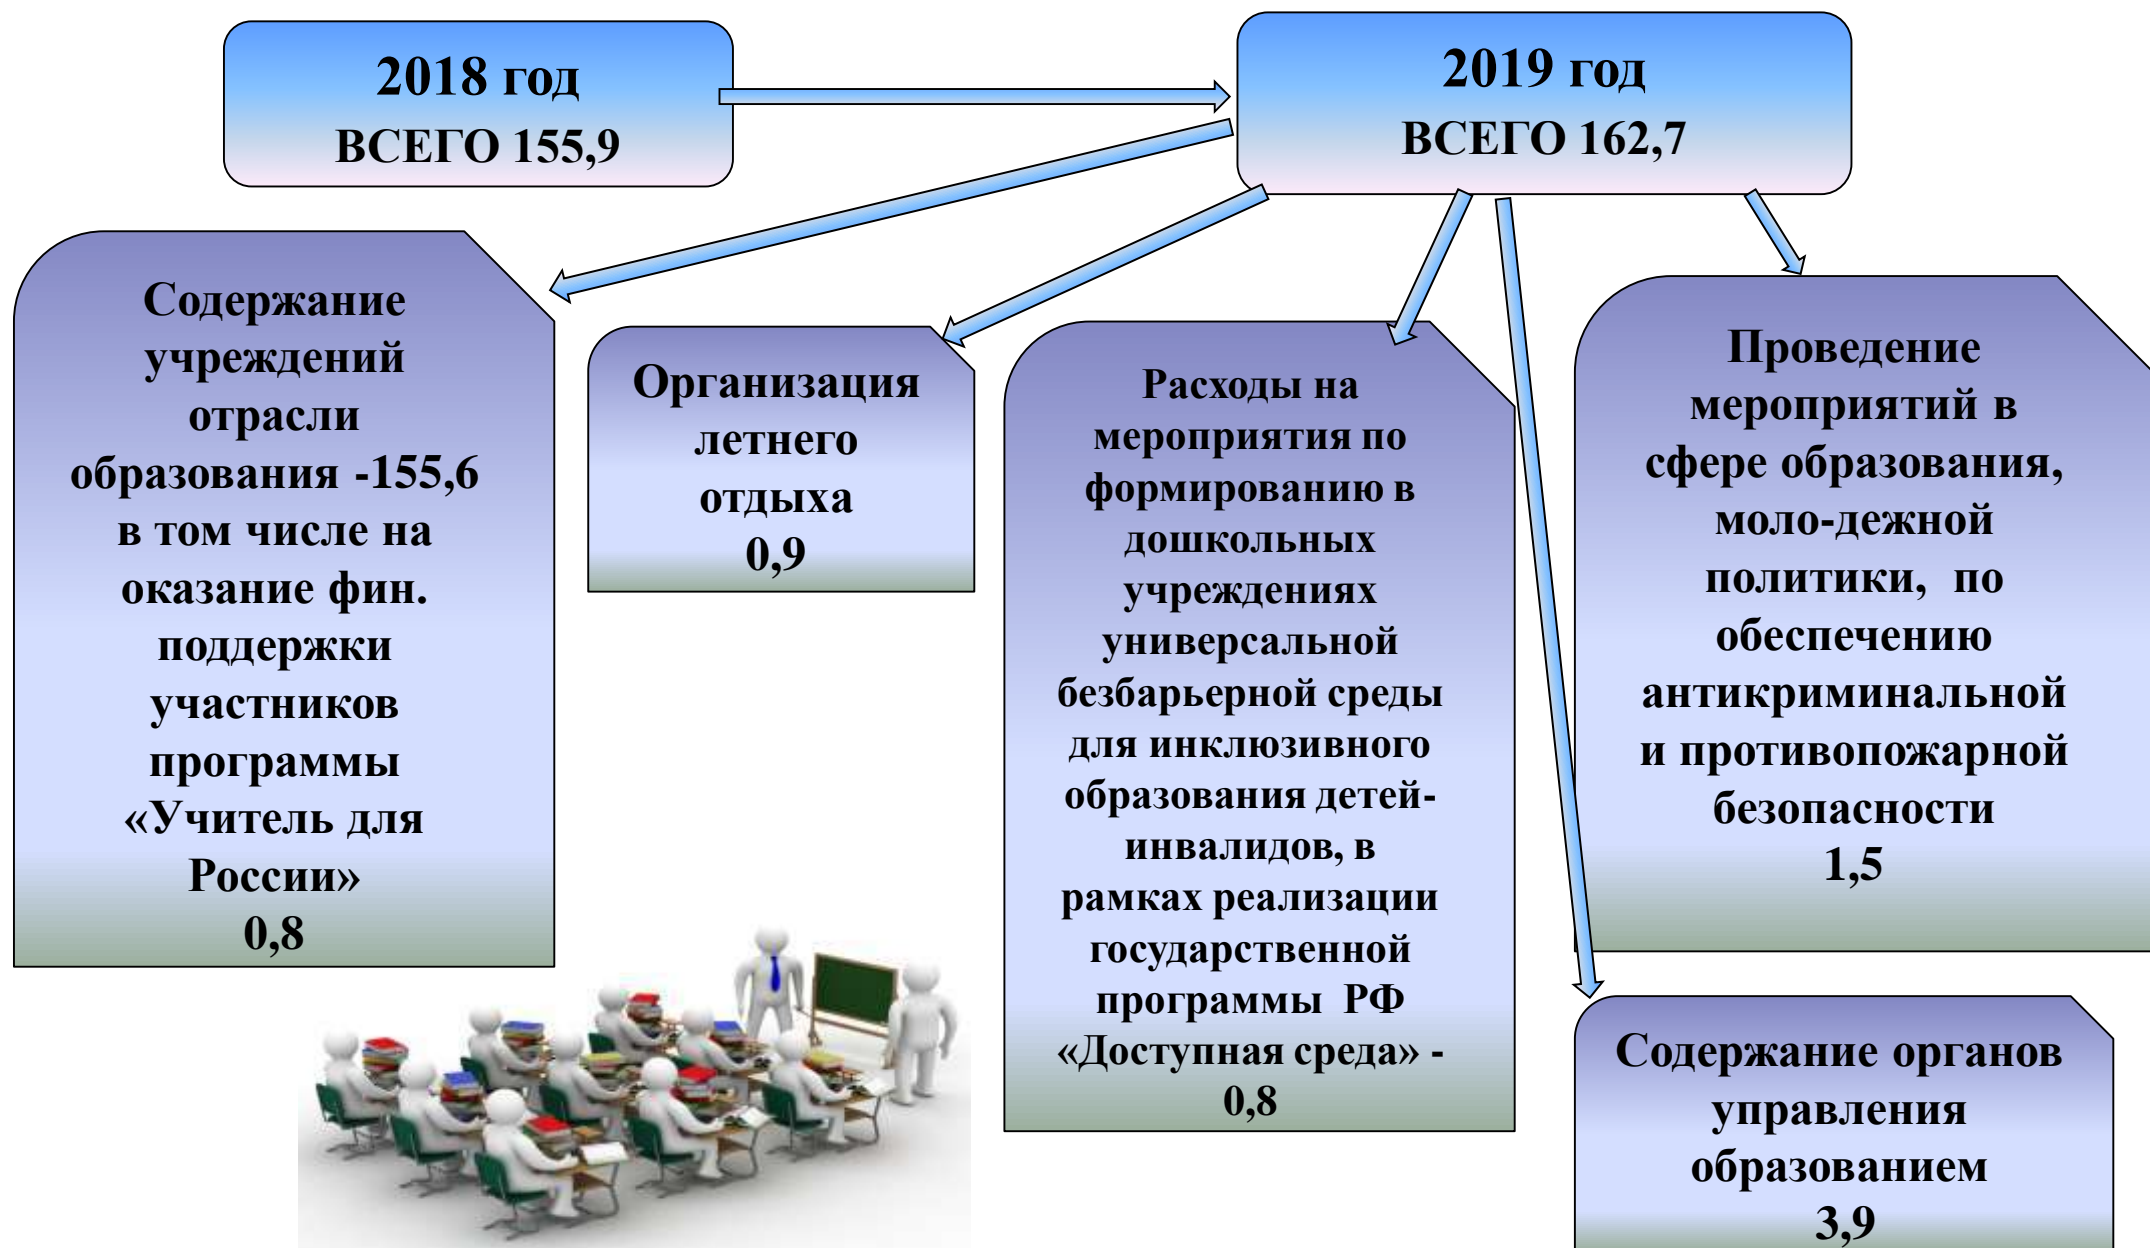 2018 год
ВСЕГО 155,9
2019 год
ВСЕГО 162,7
Содержание
учреждений
отрасли
образования -155,6
в том числе на
оказание фин.
поддержки
участников
программы
«Учитель для
России»
0,8
Организация
летнего
отдыха
0,9
Расходы на
мероприятия по
формированию в
дошкольных
учреждениях
универсальной
безбарьерной среды
для инклюзивного
образования детей-
инвалидов, в
рамках реализации
государственной
программы РФ
«Доступная среда» -
0,8
Проведение
мероприятий в
сфере образования,
моло-дежной
политики, по
обеспечению
антикриминальной
и противопожарной
безопасности
1,5
Содержание органов
управления
образованием
3,9